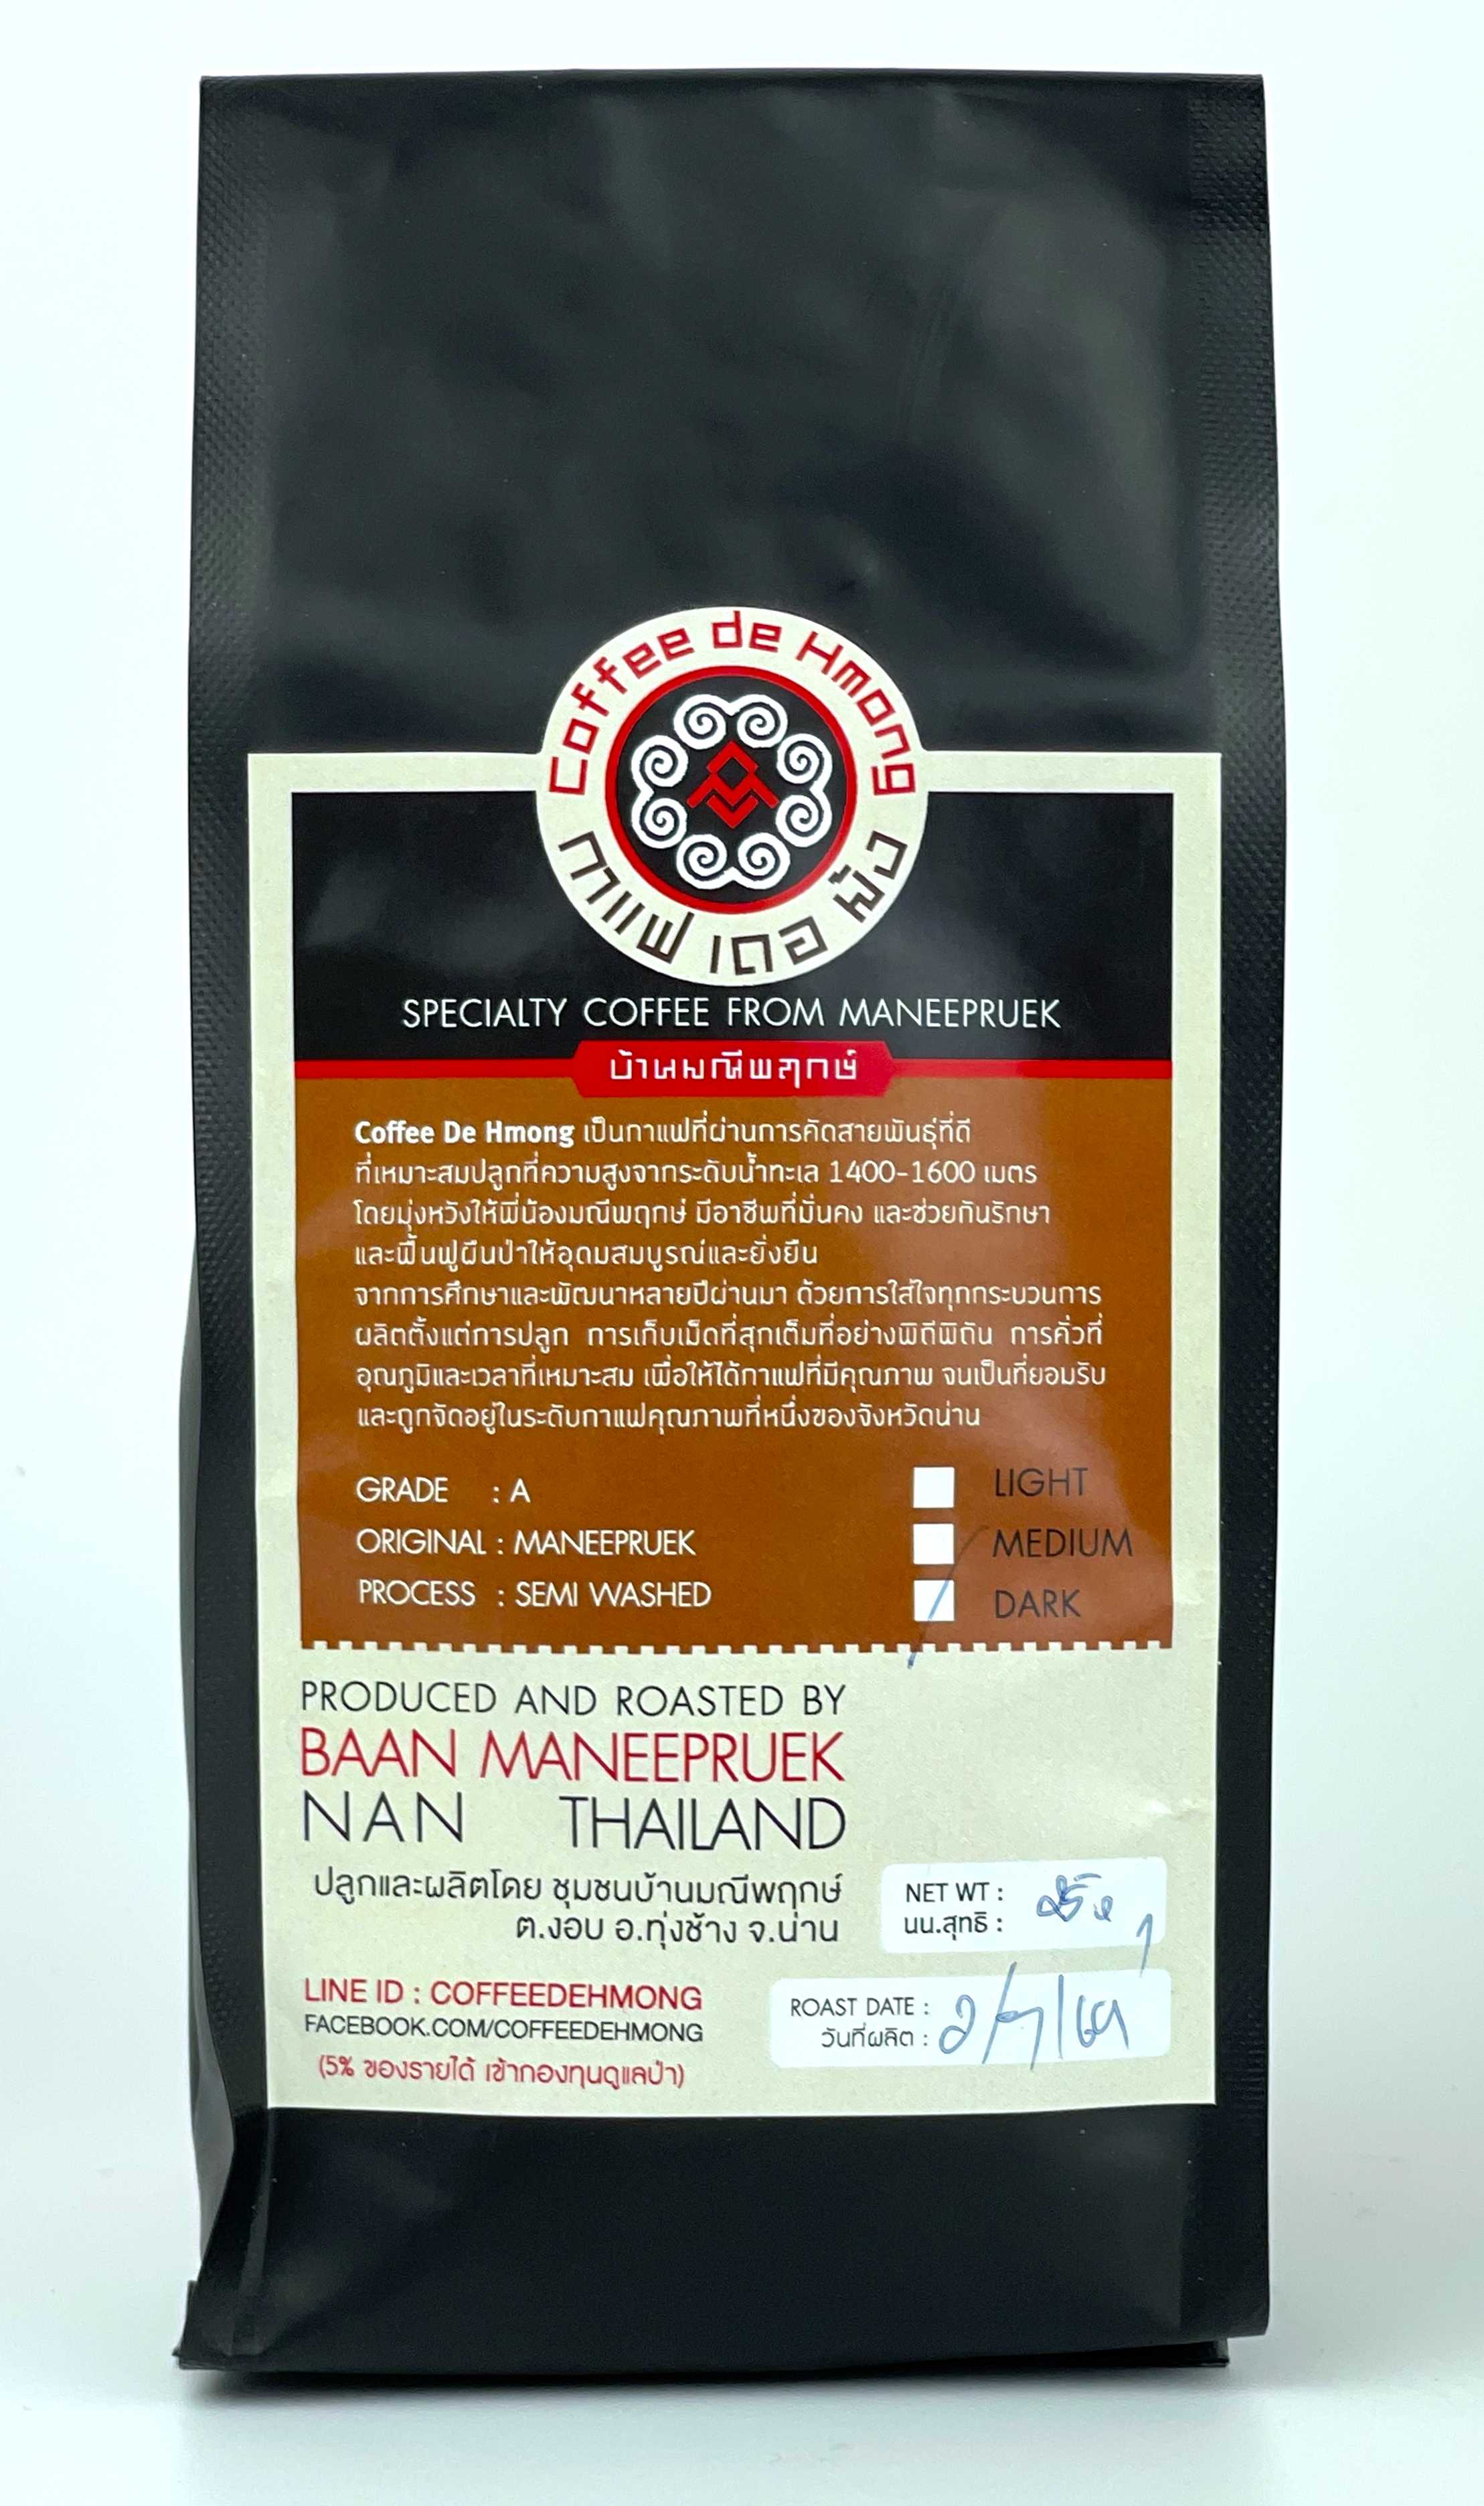 Coffee de Hmong
กาแฟ เดอ ม้ง
SPECIALTY COFFEE FROM MANEEPRUEK
บ้านมณีพฤกษ์
Coffee De Hmong เป็นกาแฟที่ผ่านการคัดสายพันธุ์ที่ดี
ที่เหมาะสมปลูกที่ความสูงจากระดับน้ำทะเล 1400-1600 เมตร
โดยมุ่งหวังให้พี่น้องมณีพฤกษ์ มีอาชีพที่มั่นคง และช่วยกันรักษา
และฟื้นฟูผืนป่าให้อุดมสมบูรณ์และยั่งยืน
จากการศึกษาและพัฒนาหลายปีผ่านมา ด้วยการใส่ใจทุกกระบวนการ
ผลิตตั้งแต่การปลูก การเก็บเม็ดที่สุกเต็มที่อย่างพิถีพิถัน การคั่วที่
อุณภูมิและเวลาที่เหมาะสม เพื่อให้ได้กาแฟที่มีคุณภาพ จนเป็นที่ยอมรับ
และถูกจัดอยู่ในระดับกาแฟคุณภาพที่หนึ่งของจังหวัดน่าน
GRADE : A
ORIGINAL : MANEEPRUEK
PROCESS : SEMI WASHED
LIGHT
MEDIUM
DARK
PRODUCED AND ROASTED BY
BAAN MANEEPRUEK
NAN THAILAND
ปลูกและผลิตโดย ชุมชนบ้านมณีพฤกษ์
ต.งอบ อ.ทุ่งช้าง จ.น่าน
NET WT :
นน.สุทธิ :
LINE ID : COFFEEDEHMONG
FACEBOOK.COM/COFFEEDEHMONG
(5% ของรายได้ เข้ากองทุนดูแลป่า)
ROAST DATE :
วันที่ผลิต :